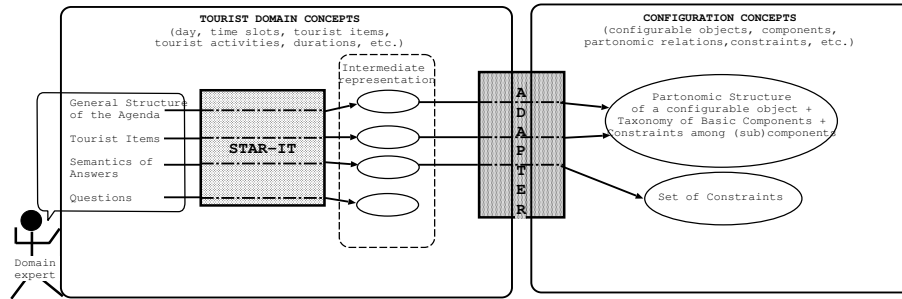 TOURIST DOMAIN CONCEPTS
(day, time slots, tourist items,
tourist activities, durations, etc.)
CONFIGURATION CONCEPTS
(configurable objects, components,
partonomic relations,constraints, etc.)
Intermediate
representation
General Structure
of the Agenda
Tourist Items
Semantics of
Answers
Questions
STAR-IT
A
D
A
P
T
E
R
Partonomic Structure
of a configurable object +
Taxonomy of Basic Components +
Constraints among (sub)components
Set of Constraints
Domain
expert